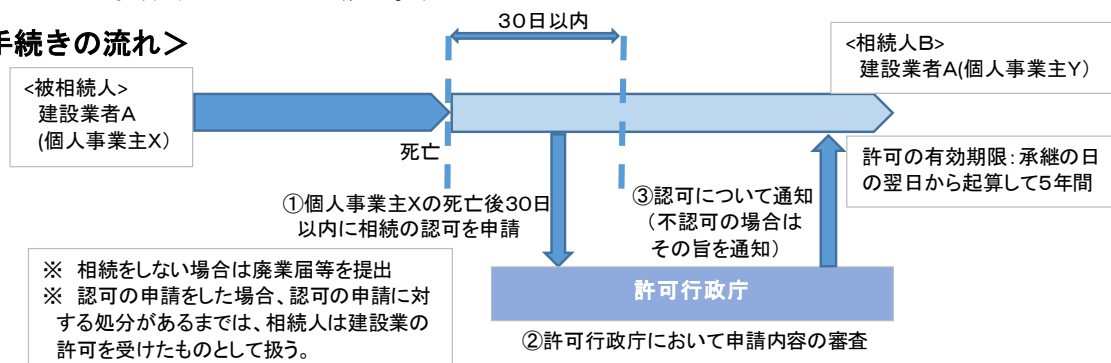 手続きの流れ＞
30日以内
<被相続人>
建設業者A
(個人事業主X)
死亡
<相続人B>
建設業者A(個人事業主Y)
許可の有効期限：承継の日
の翌日から起算して5年間
①個人事業主Xの死亡後30日
以内に相続の認可を申請
③認可について通知
（不認可の場合は
その旨を通知）
※ 相続をしない場合は廃業届等を提出
※ 認可の申請をした場合、認可の申請に対
する処分があるまでは、相続人は建設業の
許可を受けたものとして扱う。
許可行政庁
②許可行政庁において申請内容の審査